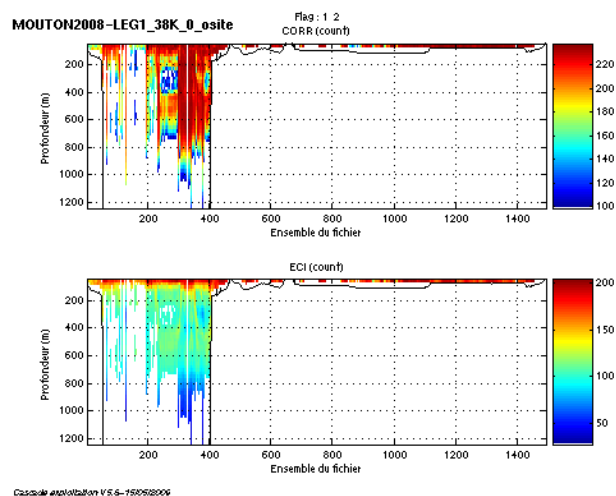 MOUTON2008-LEG1_38K_0_osite
Flag : 1 2
CORR (count)
Profondeur (m)
200
400
600
800
1000
1200
200 400 600 800 1000 1200 1400
Ensemble du fichier
220
200
180
160
140
120
100
ECI (count)
Profondeur (m)
200
400
600
800
1000
1200
200 400 600 800 1000 1200 1400
Ensemble du fichier
200
150
100
50
Cascade exploitation V 5.6-15/05/2009